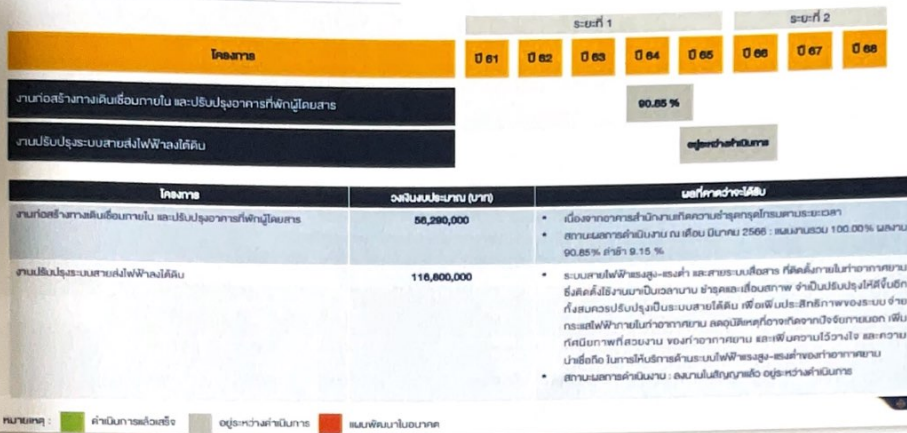 ระยะที่ 1 ระยะที่ 2
โครงการ ปี 61 ปี 62 ปี 63 ปี 64 ปี 65 ปี 66 ปี 67 ปี 68
งานก่อสร้างทางเดินเชื่อมภายใน และปรับปรุงอาคารที่พักผู้โดยสาร 90.85 %
งานปรับปรุงระบบสายส่งไฟฟ้าลงใต้ดิน อยู่ระหว่างดำเนินการ
โครงการ วงเงินงบประมาณ (บาท) ผลที่คาดว่าจะได้รับ
งานก่อสร้างทางเดินเชื่อมภายใน และปรับปรุงอาคารที่พักผู้โดยสาร 56,290,000 • เนื่องจากอาคารสำนักงานเกิดความชำรุดทรุดโทรมตามระยะเวลา
• สถานะผลการดำเนินงาน ณ เดือน มีนาคม 2566 : แผนงานรวม 100.00% ผลงาน
90.85% ล่าช้า 9.15 %
งานปรับปรุงระบบสายส่งไฟฟ้าลงใต้ดิน 116,800,000 • ระบบสายไฟฟ้าแรงสูง-แรงต่ำ และสายระบบสื่อสาร ที่ติดตั้งภายในท่าอากาศยาน
ซึ่งติดตั้งใช้งานมาเป็นเวลานาน ชำรุดและเสื่อมสภาพ จำเป็นปรับปรุงให้ดีขึ้นอีก
ทั้งสมควรปรับปรุงเป็นระบบสายใต้ดิน เพื่อเพิ่มประสิทธิภาพของระบบ จ่าย
กระแสไฟฟ้าภายในท่าอากาศยาน ลดอุบัติเหตุที่อาจเกิดจากปัจจัยภายนอก เพิ่ม
ทัศนียภาพที่สวยงาม ของท่าอากาศยาน และเพิ่มความไว้วางใจ และความ
น่าเชื่อถือ ในการให้บริการด้านระบบไฟฟ้าแรงสูง-แรงต่ำของท่าอากาศยาน
• สถานะผลการดำเนินงาน : ลงนามในสัญญาแล้ว อยู่ระหว่างดำเนินการ
หมายเหตุ : ดำเนินการแล้วเสร็จ อยู่ระหว่างดำเนินการ แผนพัฒนาในอนาคต